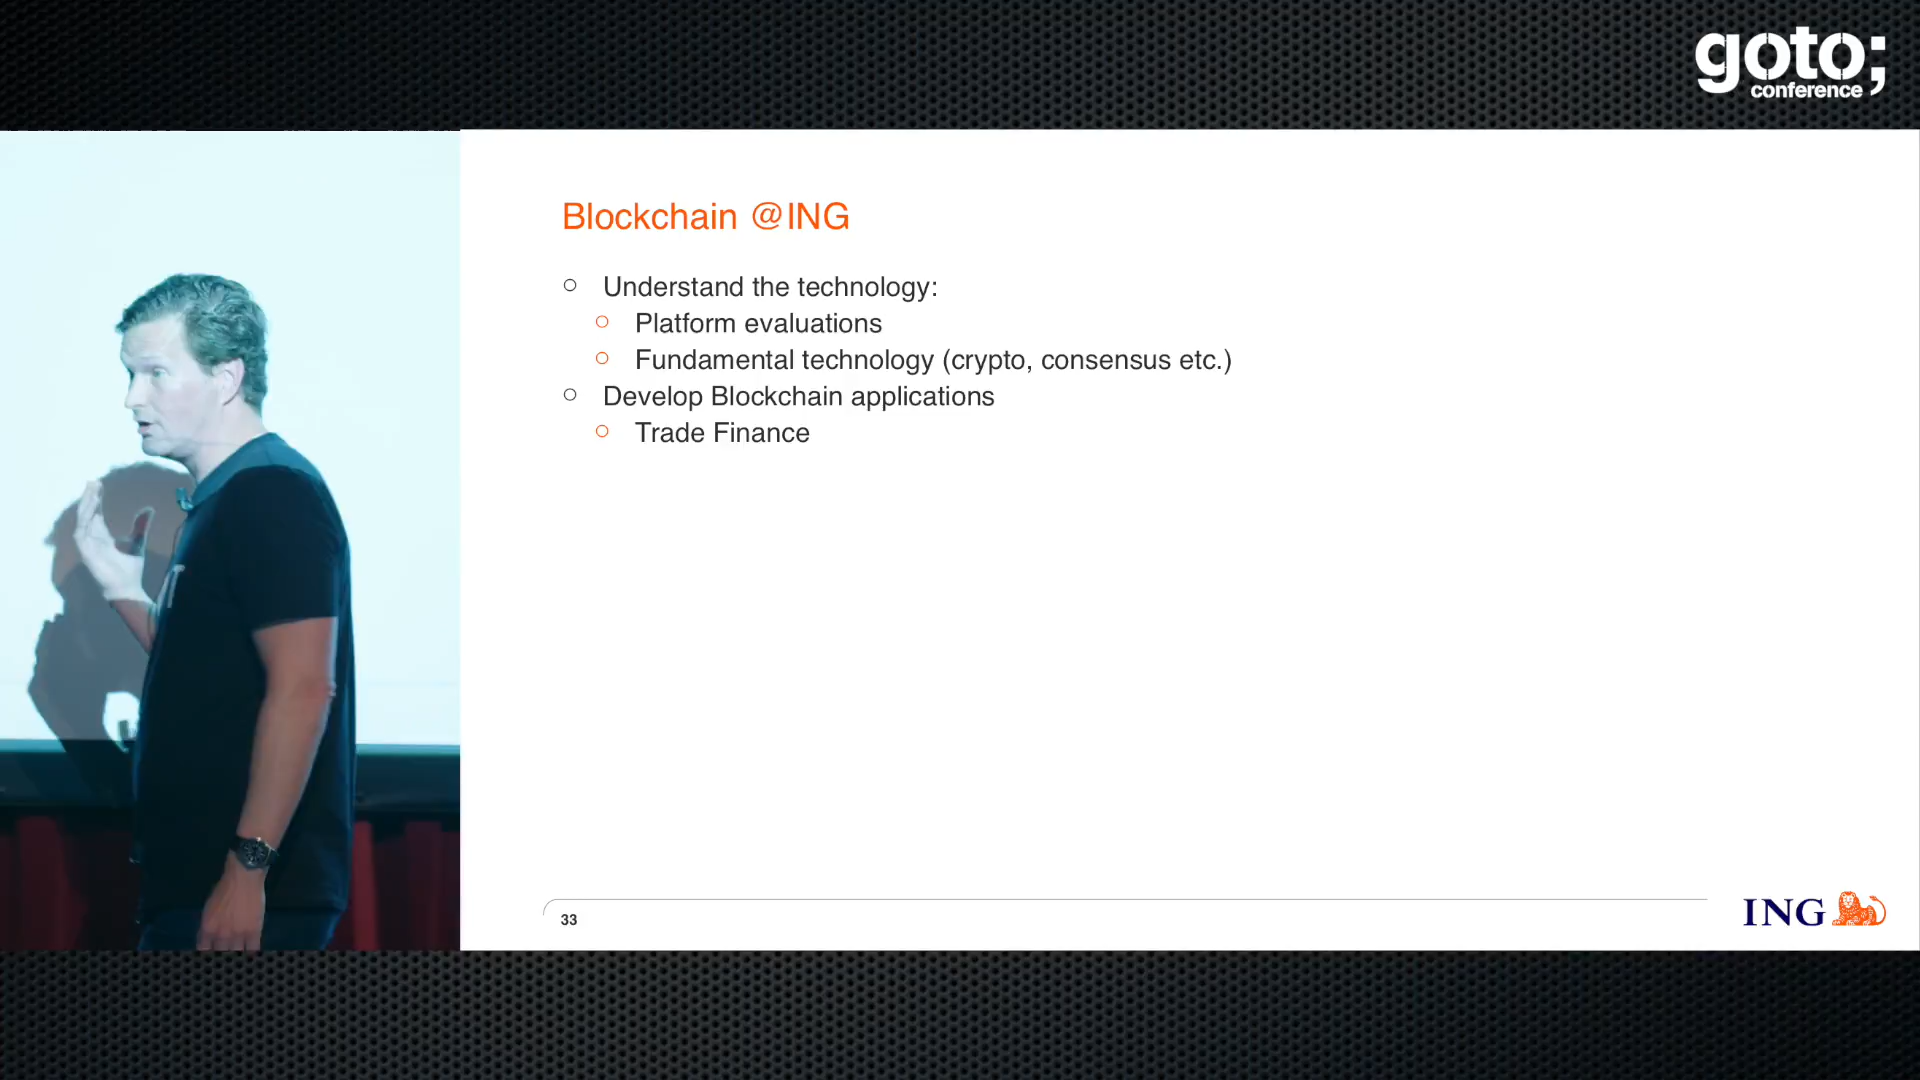 goto;
conference
Blockchain @ING
Understand the technology:
Platform evaluations
Fundamental technology (crypto, consensus etc.)
Develop Blockchain applications
Trade Finance
33
ING